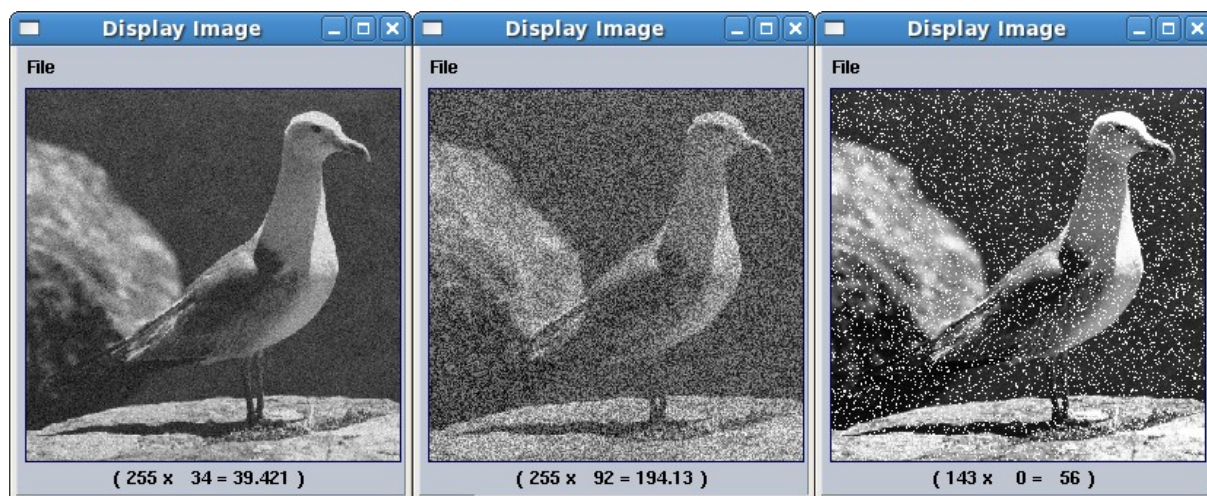 Display Image
File
( 255 x 34 = 39.421 )
Display Image
File
( 255 x 92 = 194.13 )
Display Image
File
( 143 x 0 = 56 )